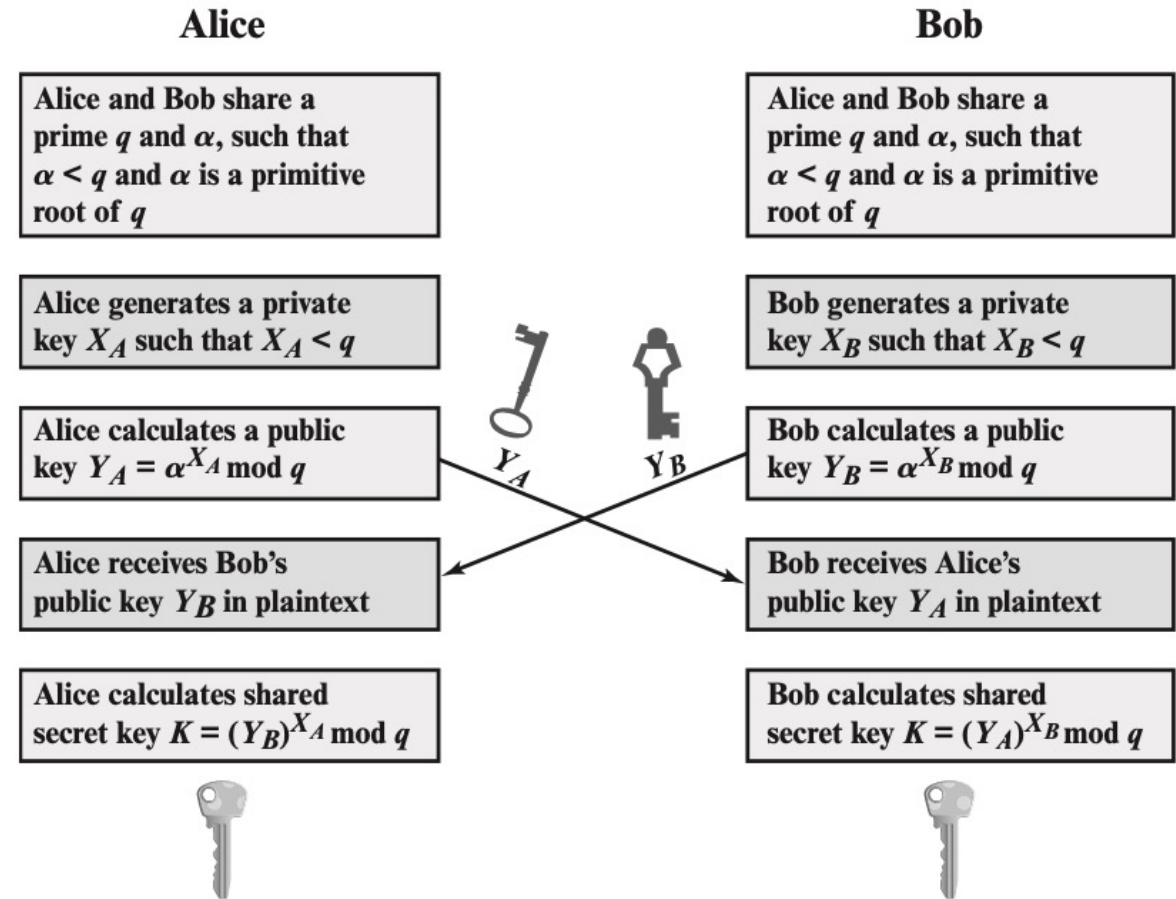 Alice
Alice and Bob share a
prime q and α, such that
α < q and α is a primitive
root of q
Alice generates a private
key X_A such that X_A < q
Alice calculates a public
key Y_A = α^{X_A} mod q
Alice receives Bob’s
public key Y_B in plaintext
Alice calculates shared
secret key K = (Y_B)^{X_A} mod q
Y_A
Y_B
Bob
Alice and Bob share a
prime q and α, such that
α < q and α is a primitive
root of q
Bob generates a private
key X_B such that X_B < q
Bob calculates a public
key Y_B = α^{X_B} mod q
Bob receives Alice’s
public key Y_A in plaintext
Bob calculates shared
secret key K = (Y_A)^{X_B} mod q